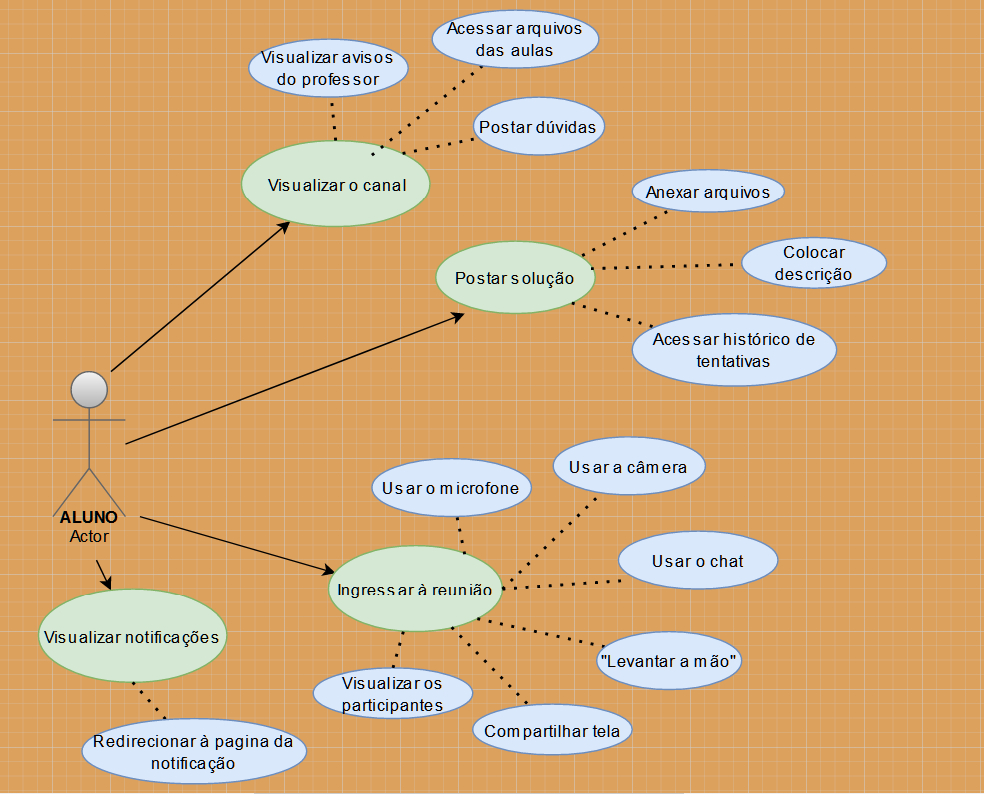 Acessar arquivos
das aulas
Visualizar avisos
do professor
Postar dúvidas
Visualizar o canal
Anexar arquivos
Postar solução
Colocar
descrição
Acessar histórico de
tentativas
Usar a câmera
Usar o microfone
ALUNO
Actor
Usar o chat
Ingressar à reunião
Visualizar notificações
"Levantar a mão"
Visualizar os
participantes
Compartilhar tela
Redirecionar à pagina da
notificação